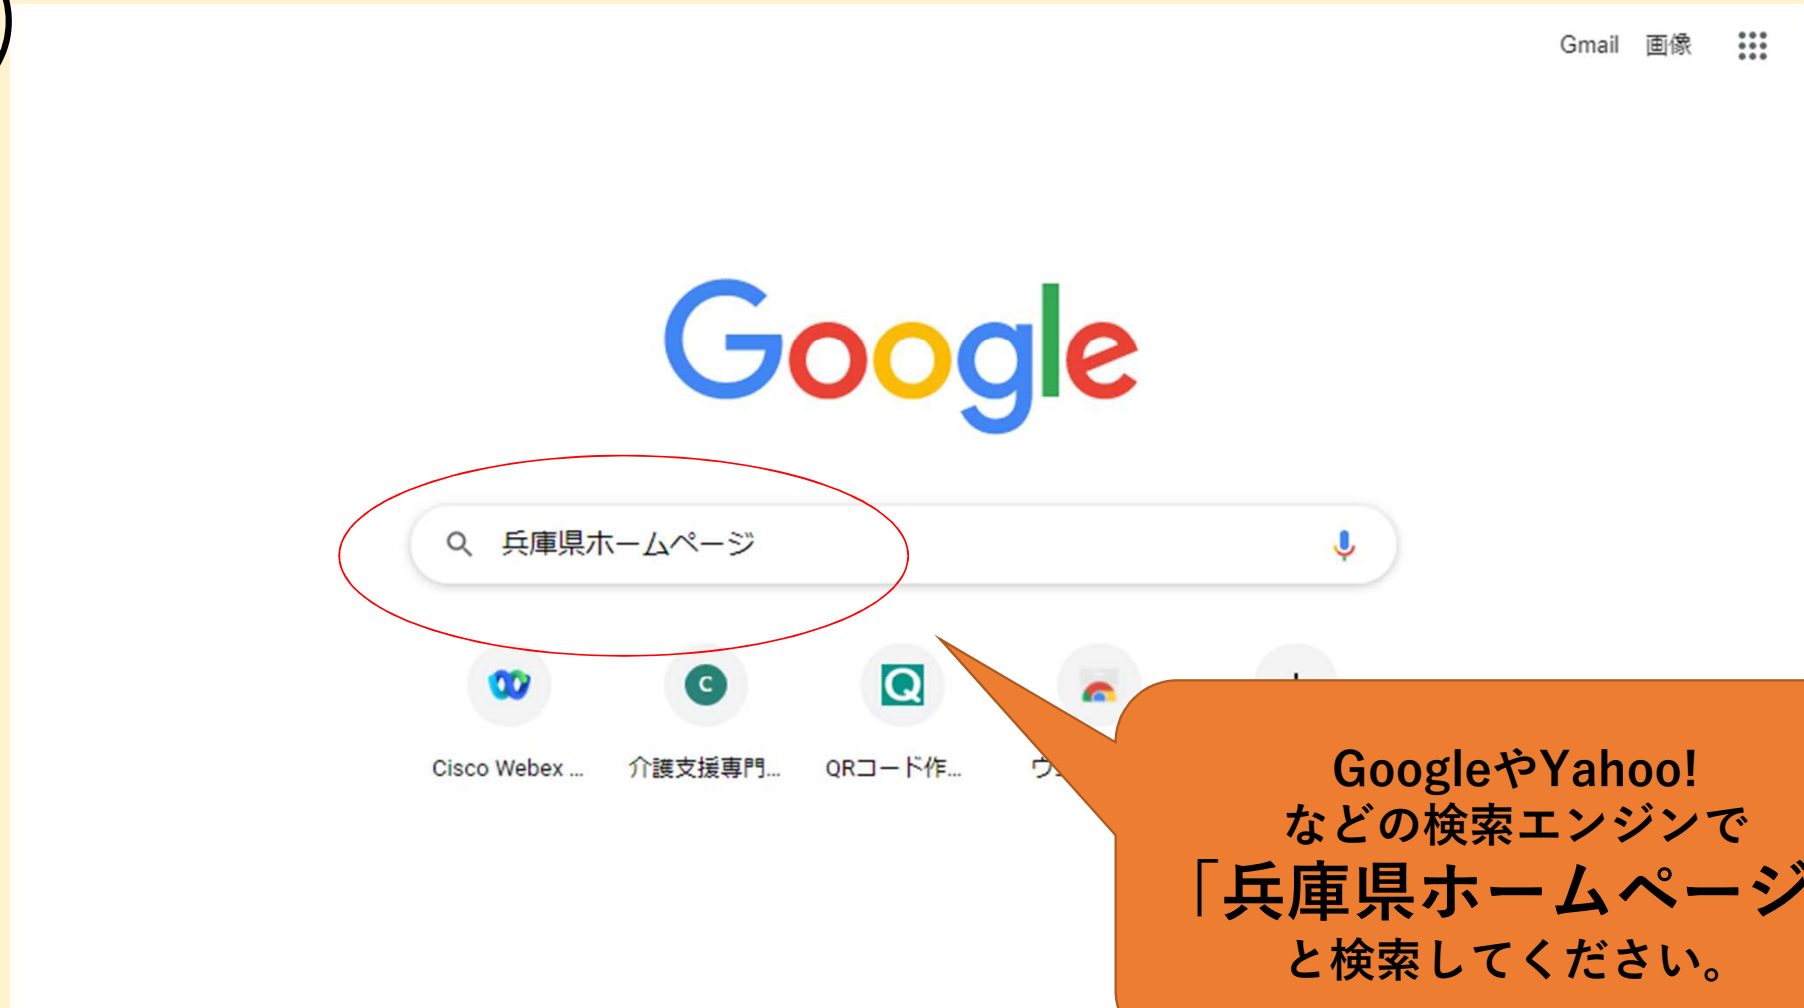 Gmail 画像
Google
兵庫県ホームページ
C
Q
Cisco Webex ... 介護支援専門... QRコード作... ウ
GoogleやYahoo!
などの検索エンジンで
「兵庫県ホームページ
と検索してください。